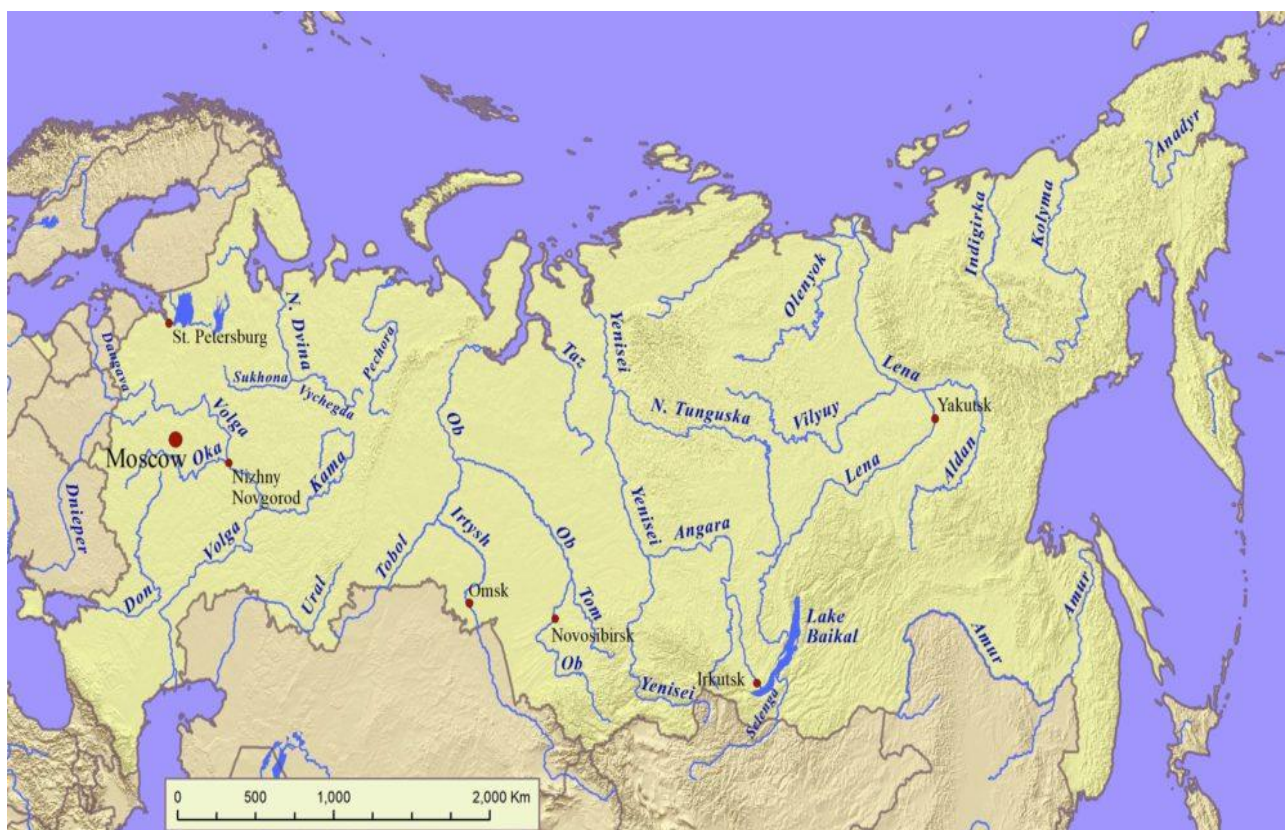 Anadyr
Kolyma
Indigirka
Olenyok
N. Dvina
St. Petersburg
Pechora
Yenisei
Taz
Daugava
Sukhona
Vychegda
Lena
Volga
Ob
N. Tunguska
Vilyuy
Yakutsk
Moscow
Oka
Kama
Lena
Aldan
Nizhny
Novgorod
Dnieper
Volga
Irtysh
Yenisei
Angara
Tobol
Ob
Don
Ural
Omsk
Tom
Novosibirsk
Lake
Baikal
Amur
Amur
Ob
Yenisei
Irkutsk
Selenga
0 500 1,000 2,000 Km